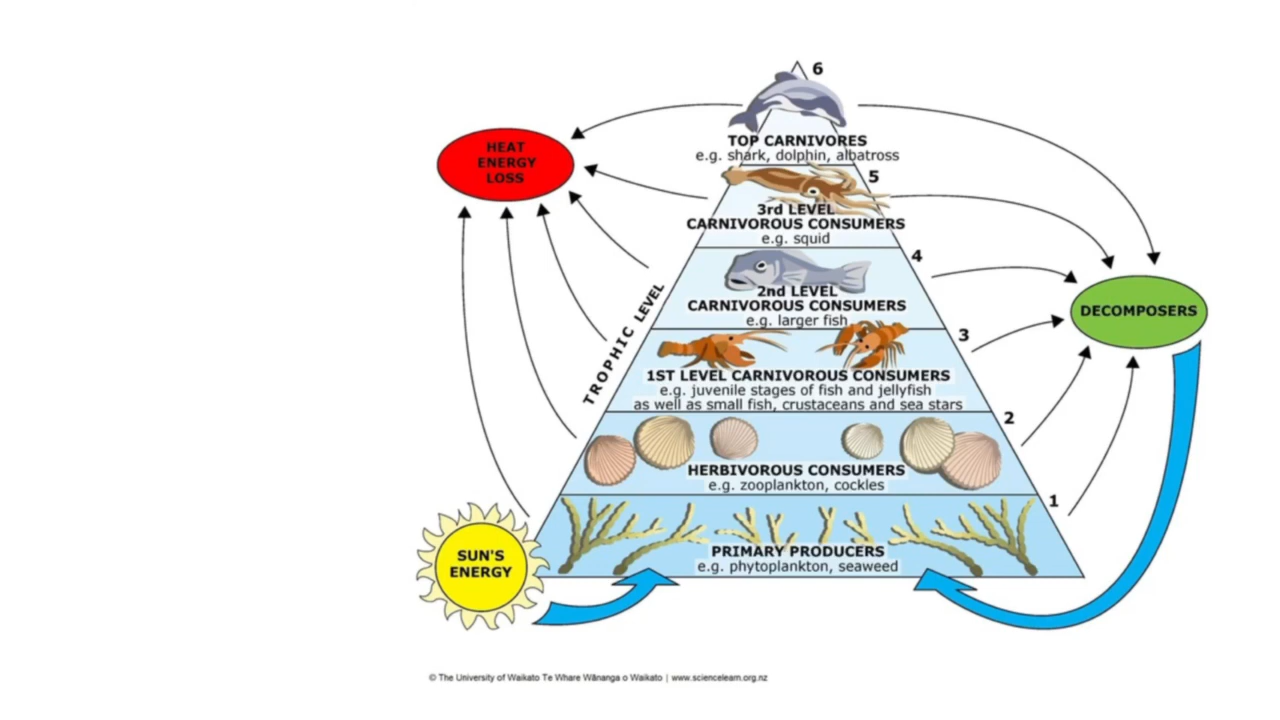 6
TOP CARNIVORES
e.g. shark, dolphin, albatross
HEAT
ENERGY
LOSS
5
3rd LEVEL
CARNIVOROUS CONSUMERS
e.g. squid
4
2nd LEVEL
CARNIVOROUS CONSUMERS
e.g. larger fish
DECOMPOSERS
TROPHIC LEVEL
3
1ST LEVEL CARNIVOROUS CONSUMERS
e.g. juvenile stages of fish and jellyfish
as well as small fish, crustaceans and sea stars
2
HERBIVOROUS CONSUMERS
e.g. zooplankton, cockles
1
SUN'S
ENERGY
PRIMARY PRODUCERS
e.g. phytoplankton, seaweed
© The University of Waikato Te Whare Wānanga o Waikato | www.sciencelearn.org.nz